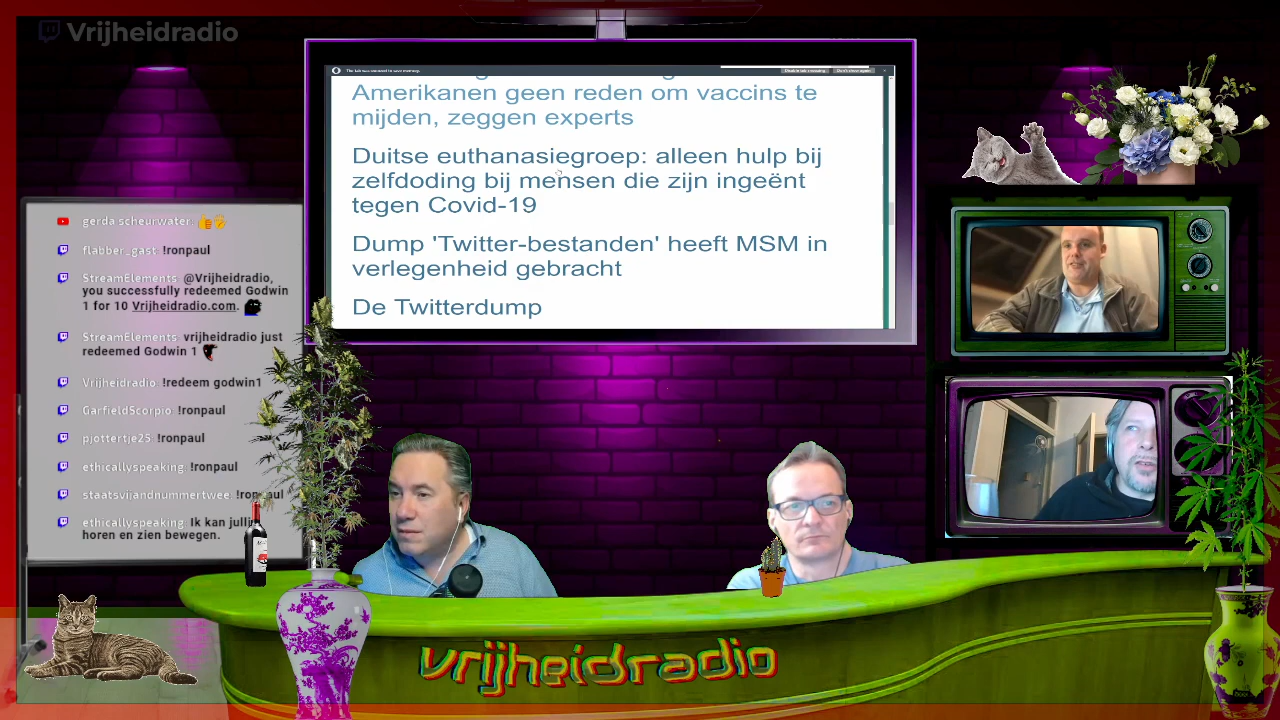 Vrijheidradio
Amerikanen geen reden om vaccins te
mijden, zeggen experts
Duitse euthanasiegroep: alleen hulp bij
zelfdoding bij mensen die zijn ingeënt
tegen Covid-19
Dump 'Twitter-bestanden' heeft MSM in
verlegenheid gebracht
De Twitterdump
gerda scheurwater: 👍
flabber_gast: !ronpaul
StreamElements: @Vrijheidradio,
you successfully redeemed Godwin
1 for 10 Vrijheidradio.com.
StreamElements: vrijheidradio just
redeemed Godwin 1
Vrijheidradio: !redeem godwin1
GarfieldScorpio: !ronpaul
pjottertje25: !ronpaul
ethicallyspeaking: !ronpaul
staatsvijandnummertwee:
ethicallyspeaking: Ik kan
horen en zien bewegen.
vrijheidradio